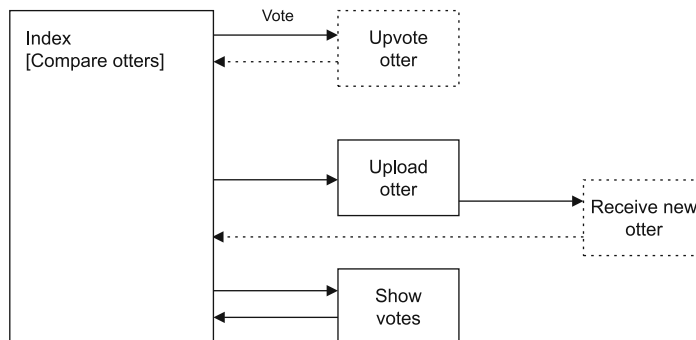 Index
[Compare otters]
Vote
Upvote
otter
Upload
otter
Receive new
otter
Show
votes